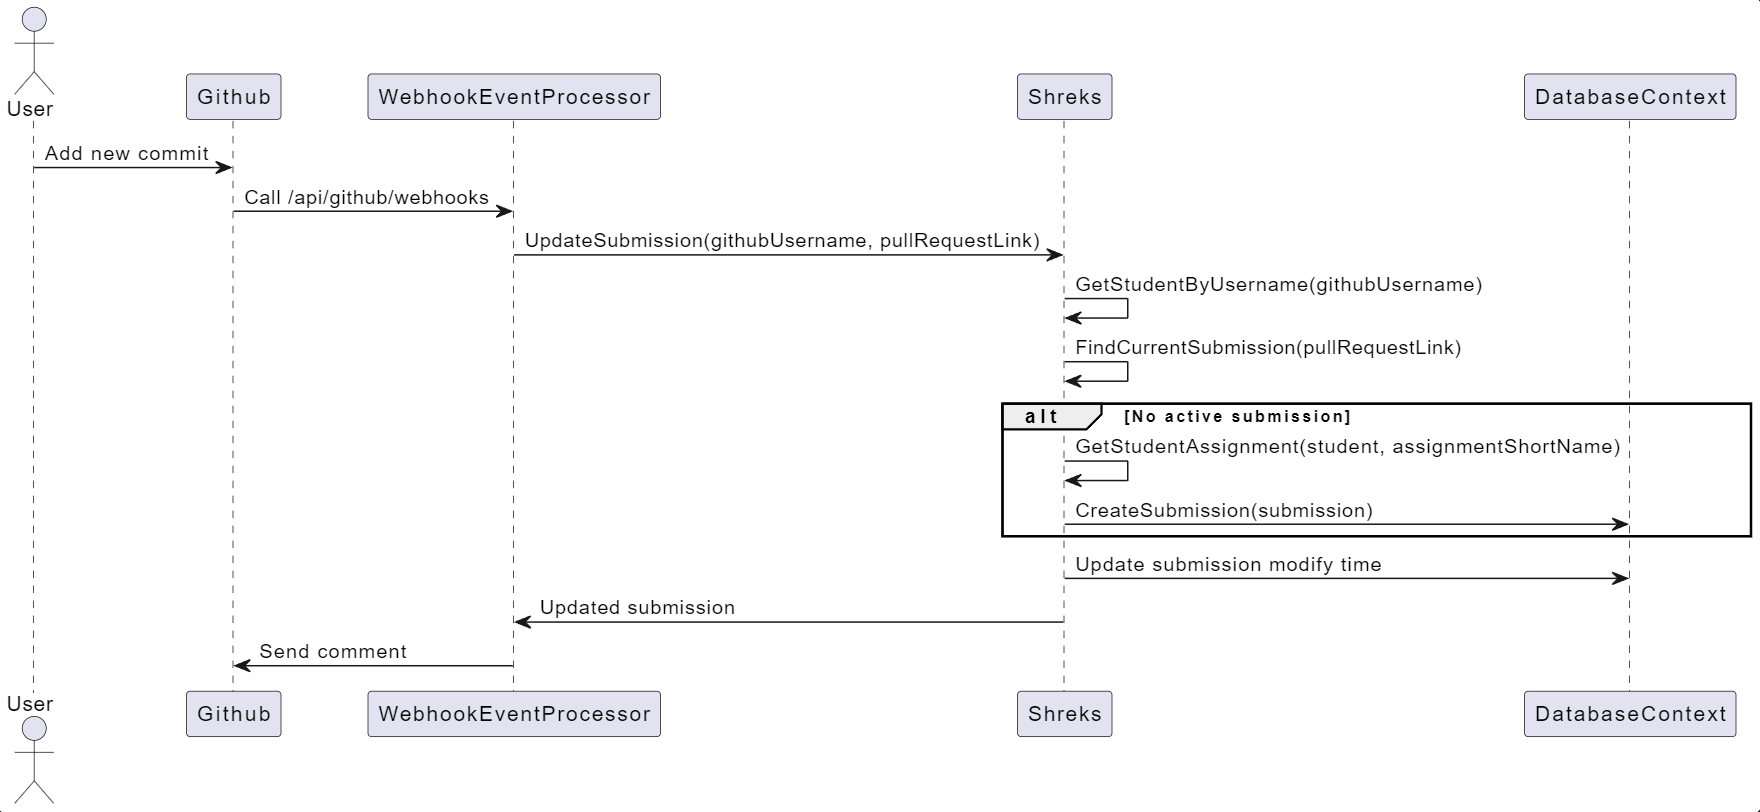 User
Github
WebhookEventProcessor
Shreks
DatabaseContext
Add new commit
Call /api/github/webhooks
UpdateSubmission(githubUsername, pullRequestLink)
GetStudentByUsername(githubUsername)
FindCurrentSubmission(pullRequestLink)
alt [No active submission]
GetStudentAssignment(student, assignmentShortName)
CreateSubmission(submission)
Update submission modify time
Updated submission
Send comment
User
Github
WebhookEventProcessor
Shreks
DatabaseContext